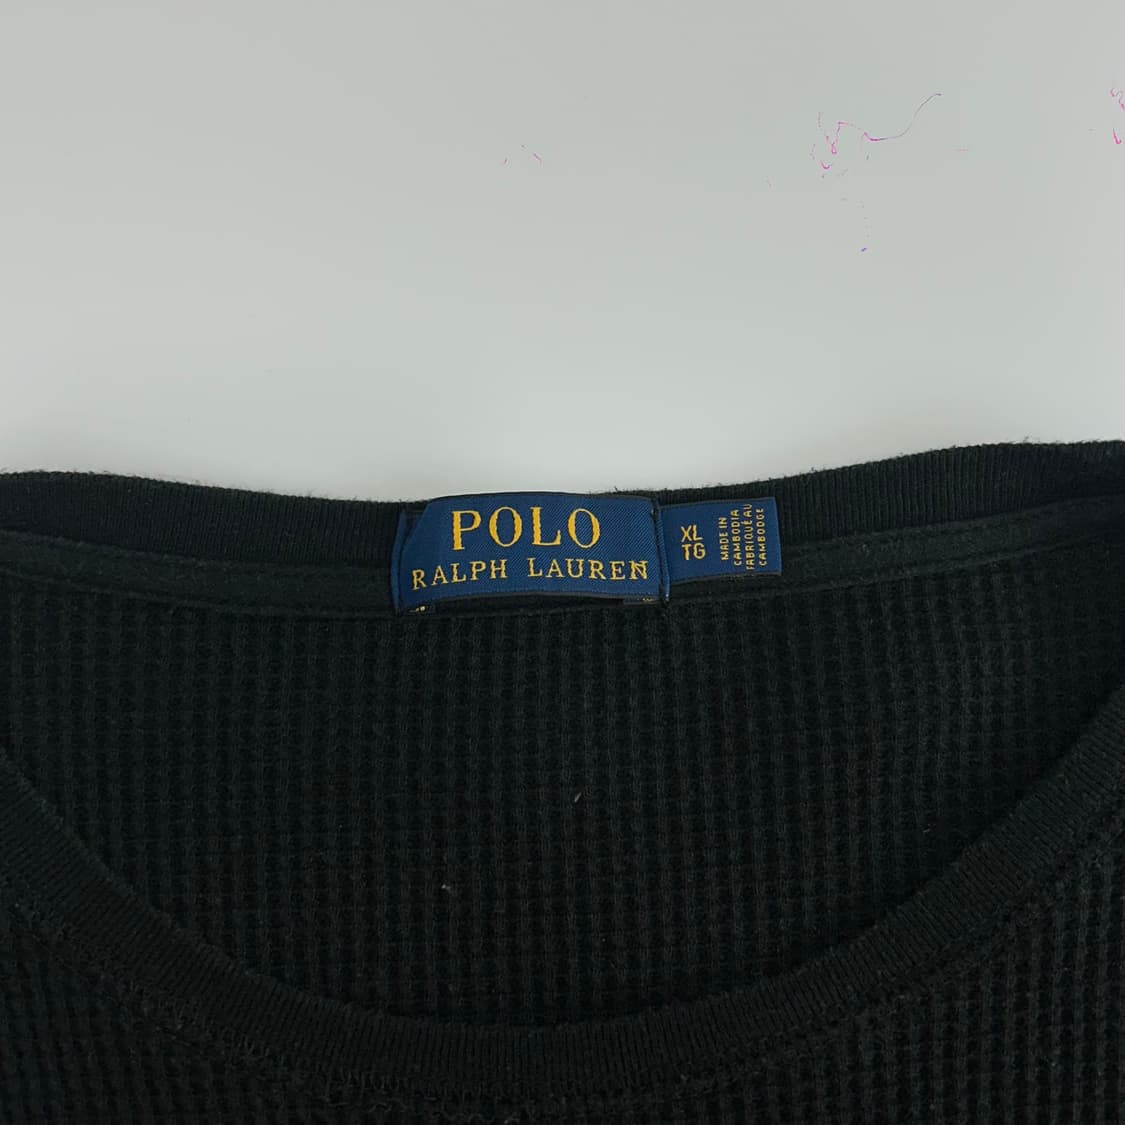 POLO
RALPH LAUREN
XL
TG
MADE IN
CAMBODIA
FABRIQUÉ AU
CAMBODGE